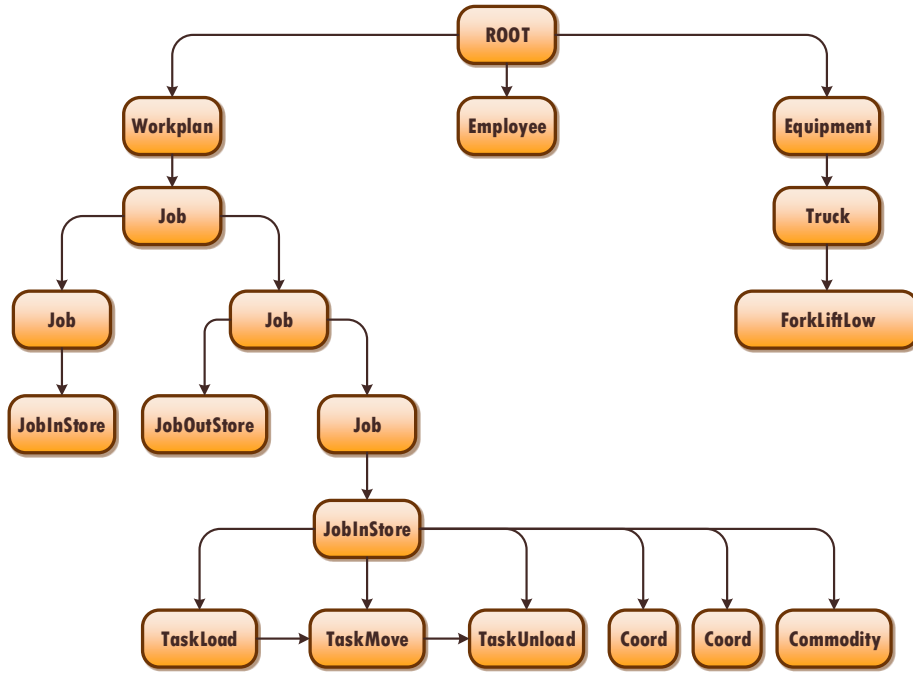 ROOT
Workplan
Employee
Equipment
Job
Truck
Job
Job
ForkLiftLow
JobInStore
JobOutStore
Job
JobInStore
TaskLoad
TaskMove
TaskUnload
Coord
Coord
Commodity